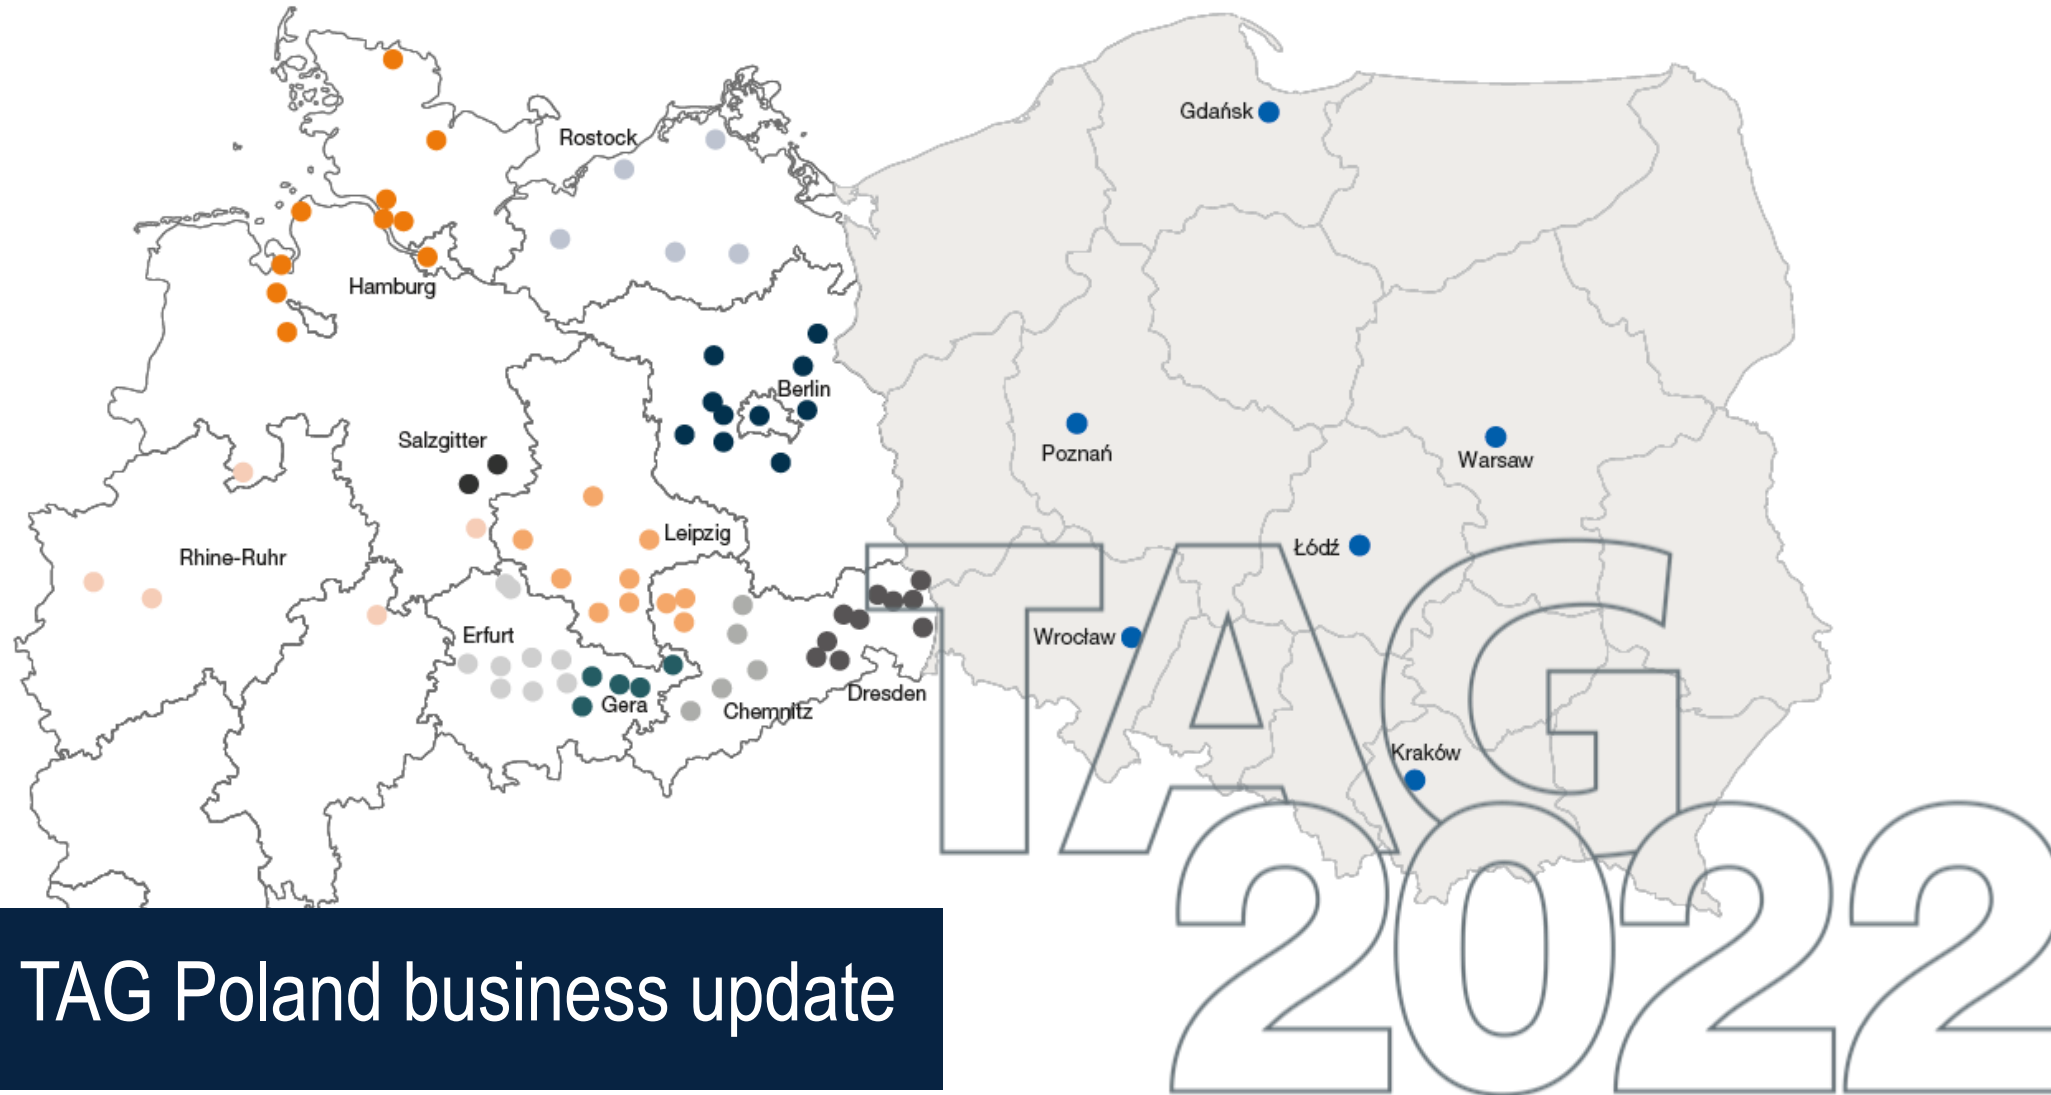 Gdańsk
Rostock
Hamburg
Berlin
Salzgitter
Poznań
Warsaw
Leipzig
Rhine-Ruhr
Łódź
Erfurt
Wrocław
Dresden
Gera
Chemnitz
Kraków
TAG
2022
TAG Poland business update